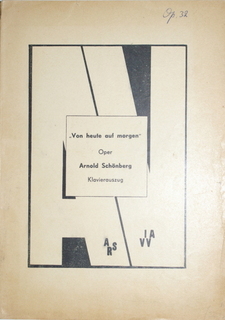 Op. 32
„Von heute auf morgen"
Oper
Arnold Schönberg
Klavierauszug
ARS
VIVA